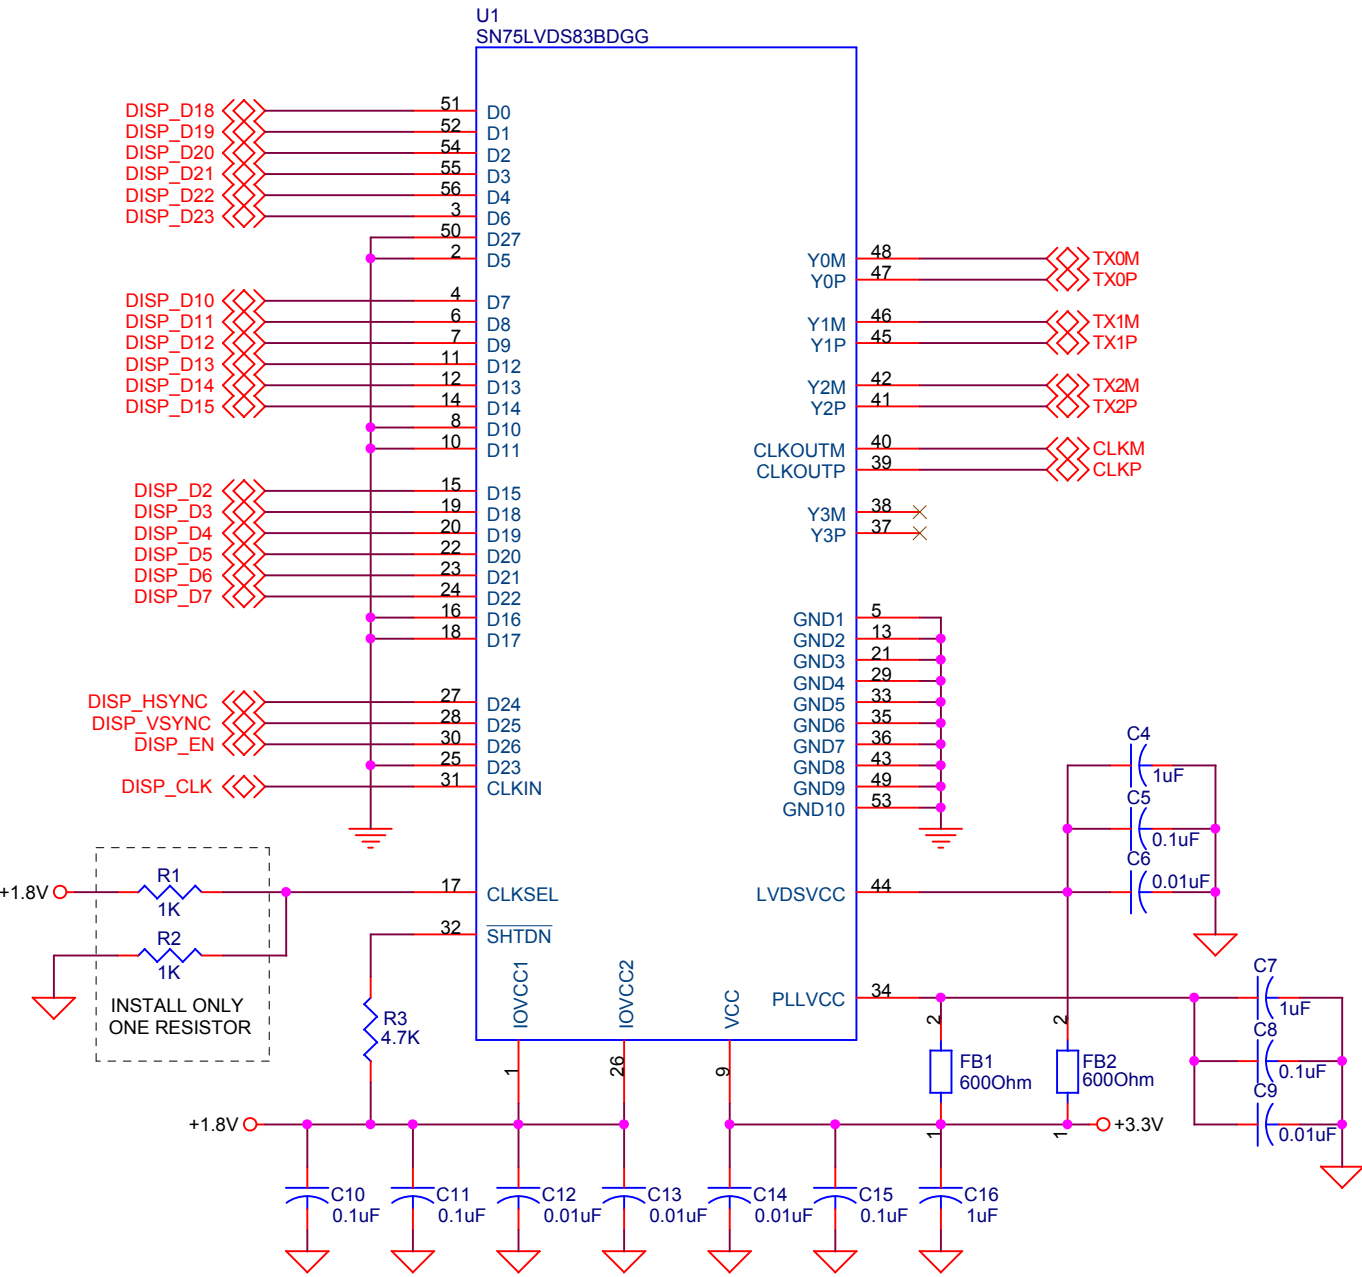 U1
SN75LVDS83BDGG
DISP_D18 51 D0
DISP_D19 52 D1
DISP_D20 54 D2
DISP_D21 55 D3
DISP_D22 56 D4
DISP_D23 3 D6
50 D27
2 D5
Y0M 48 TX0M
Y0P 47 TX0P
DISP_D10 4 D7
DISP_D11 6 D8
Y1M 46 TX1M
DISP_D12 7 D9
Y1P 45 TX1P
DISP_D13 11 D12
DISP_D14 12 D13
Y2M 42 TX2M
DISP_D15 14 D14
Y2P 41 TX2P
8 D10
10 D11
CLKOUTM 40 CLKM
CLKOUTP 39 CLKP
DISP_D2 15 D15
DISP_D3 19 D18
Y3M 38
DISP_D4 20 D19
Y3P 37
DISP_D5 22 D20
DISP_D6 23 D21
DISP_D7 24 D22
16 D16
GND1 5
18 D17
GND2 13
GND3 21
GND4 29
DISP_HSYNC 27 D24
GND5 33
DISP_VSYNC 28 D25
GND6 35
DISP_EN 30 D26
GND7 36
25 D23
GND8 43
DISP_CLK 31 CLKIN
GND9 49
GND10 53
C4
1uF
C5
0.1uF
C6
0.01uF
+1.8V
R1
1K
17 CLKSEL
LVDSVCC 44
R2
1K
32 SHTDN
INSTALL ONLY
ONE RESISTOR
R3
4.7K
IOVCC1
1
IOVCC2
26
VCC
9
PLLVCC 34
2
FB1
600Ohm
1
2
FB2
600Ohm
1
C7
1uF
C8
0.1uF
C9
0.01uF
+1.8V
+3.3V
C10
0.1uF
C11
0.1uF
C12
0.01uF
C13
0.01uF
C14
0.01uF
C15
0.1uF
C16
1uF